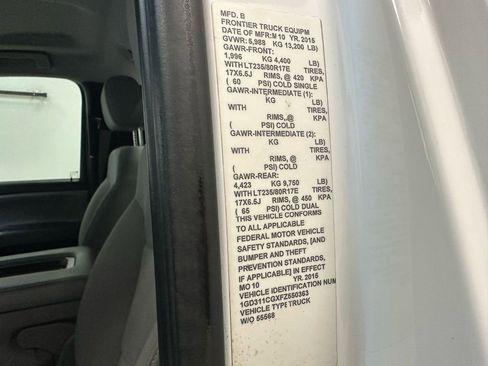 MFD. B
FRONTIER TRUCK EQUIPM
DATE OF MFR: M 10 YR. 2015
GVWR: 5,988 KG 13,200 LB)
GAWR-FRONT:
1,996 KG 4,400 LB)
WITH LT235/80R17E TIRES,
17X6.5J RIMS, @ 420 KPA
( 60 PSI) COLD SINGLE
GAWR-INTERMEDIATE (1):
KG LB)
WITH TIRES,
RIMS, @ KPA
( PSI) COLD
GAWR-INTERMEDIATE (2):
KG LB)
WITH TIRES,
RIMS, @ KPA
( PSI) COLD
GAWR-REAR:
4,423 KG 9,750 LB)
WITH LT235/80R17E TIRES,
17X6.5J RIMS, @ 450 KPA
( 65 PSI) COLD DUAL
THIS VEHICLE CONFORMS
TO ALL APPLICABLE
FEDERAL MOTOR VEHICLE
SAFETY STANDARDS, [AND
BUMPER AND THEFT
PREVENTION STANDARDS,
IF APPLICABLE] IN EFFECT
MO 10 YR. 2015
VEHICLE IDENTIFICATION NUM
1GD311CGXFZ550363
VEHICLE TYPE TRUCK
W/O 55568